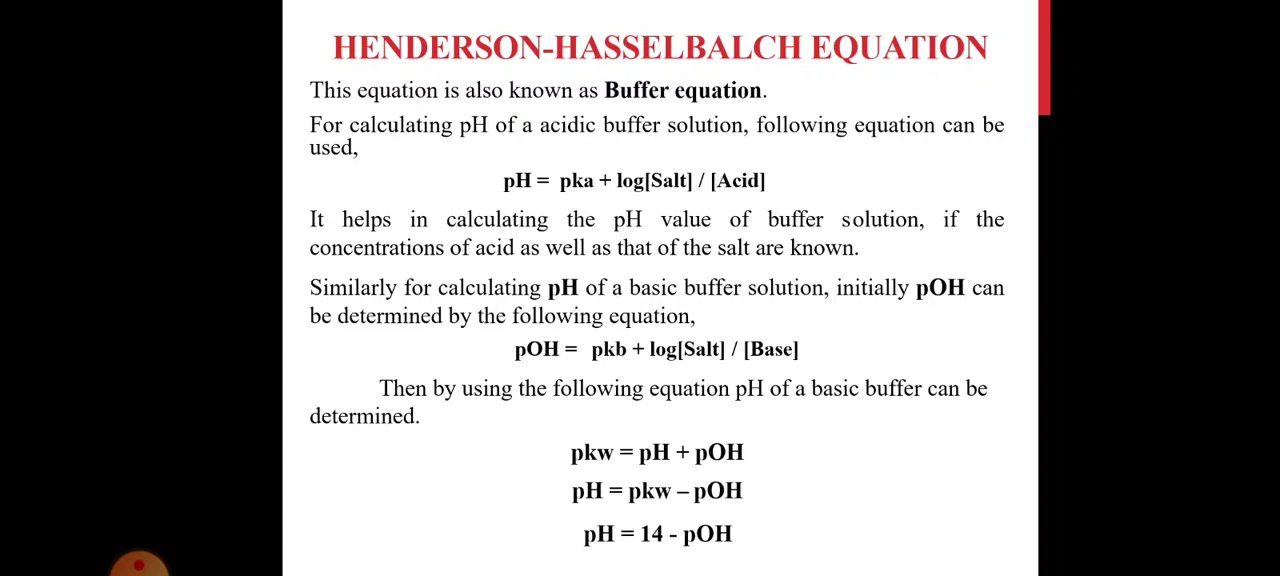 HENDERSON-HASSELBALCH EQUATION
This equation is also known as Buffer equation.
For calculating pH of a acidic buffer solution, following equation can be
used,
pH = pka + log[Salt] / [Acid]
It helps in calculating the pH value of buffer solution, if the
concentrations of acid as well as that of the salt are known.
Similarly for calculating pH of a basic buffer solution, initially pOH can
be determined by the following equation,
pOH = pkb + log[Salt] / [Base]
Then by using the following equation pH of a basic buffer can be
determined.
pkw = pH + pOH
pH = pkw – pOH
pH = 14 - pOH